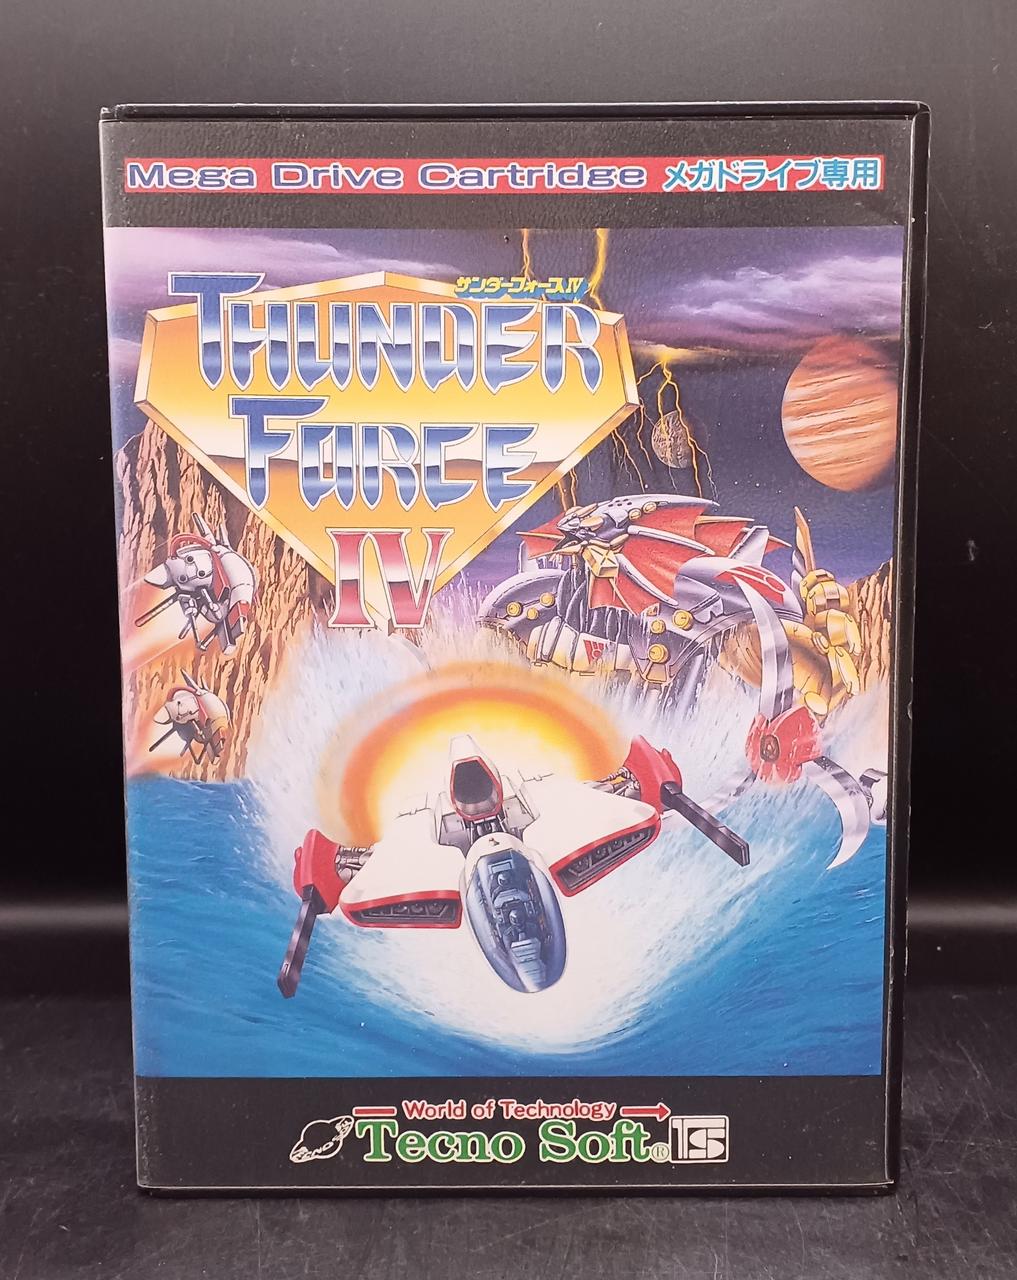 Mega Drive Cartridge メガドライブ専用
サンダーフォースIV
THUNDER
FORCE
IV
World of Technology
Tecno Soft® TS